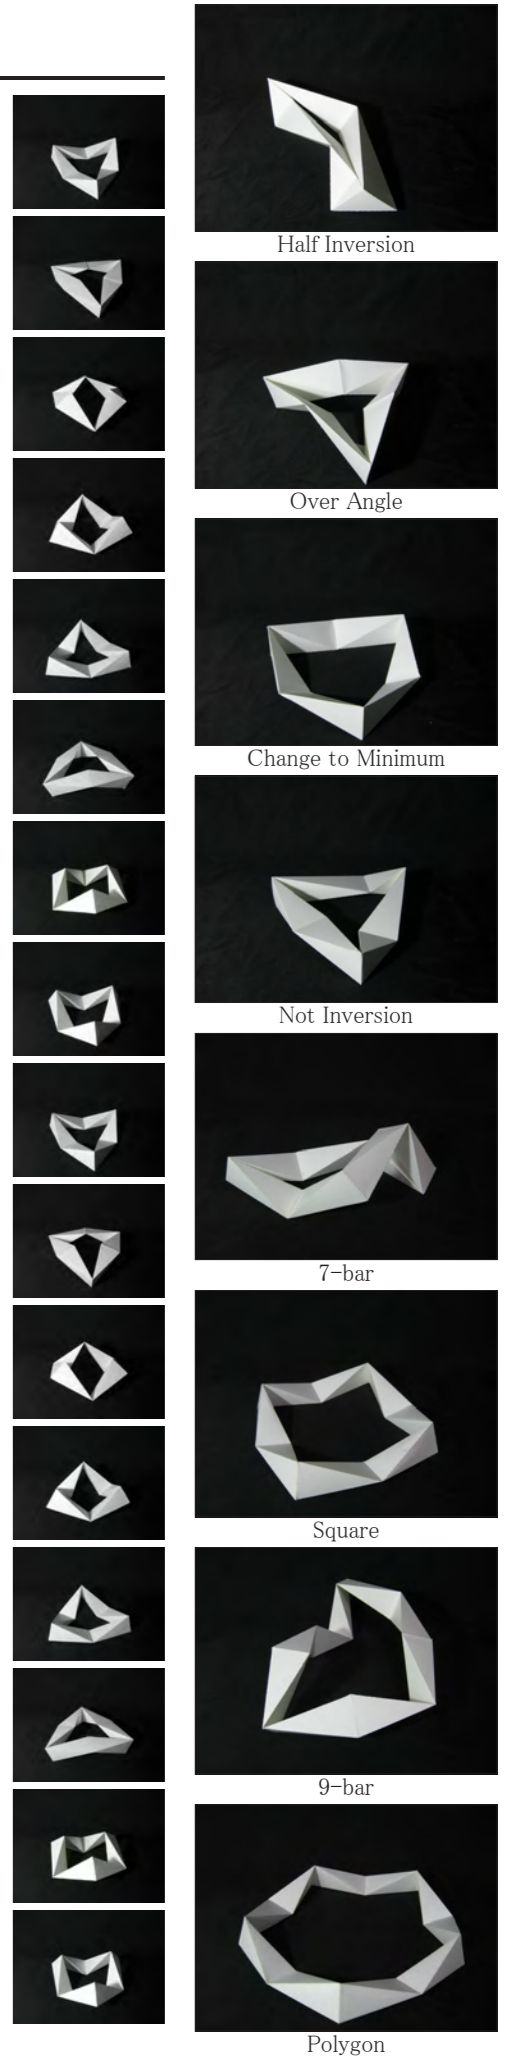 Half Inversion
Over Angle
Change to Minimum
Not Inversion
7-bar
Square
9-bar
Polygon